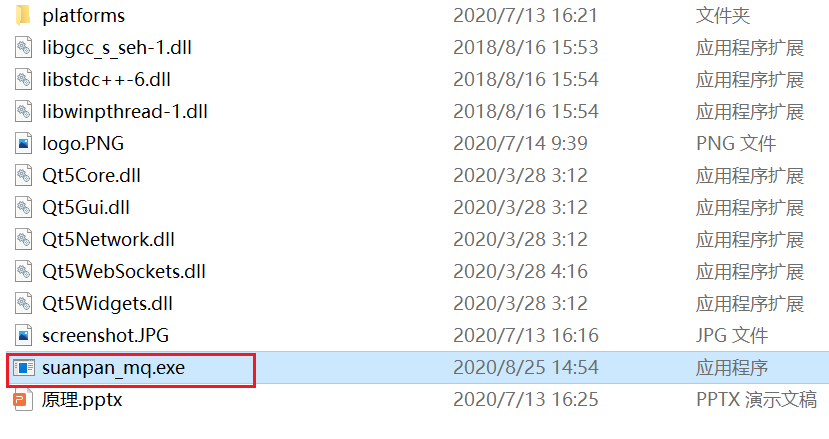 platforms 2020/7/13 16:21 文件夹
libgcc_s_seh-1.dll 2018/8/16 15:53 应用程序扩展
libstdc++-6.dll 2018/8/16 15:54 应用程序扩展
libwinpthread-1.dll 2018/8/16 15:54 应用程序扩展
logo.PNG 2020/7/14 9:39 PNG 文件
Qt5Core.dll 2020/3/28 3:12 应用程序扩展
Qt5Gui.dll 2020/3/28 3:12 应用程序扩展
Qt5Network.dll 2020/3/28 3:12 应用程序扩展
Qt5WebSockets.dll 2020/3/28 4:16 应用程序扩展
Qt5Widgets.dll 2020/3/28 3:12 应用程序扩展
screenshot.JPG 2020/7/13 16:16 JPG 文件
suanpan_mq.exe 2020/8/25 14:54 应用程序
原理.pptx 2020/7/13 16:25 PPTX 演示文稿